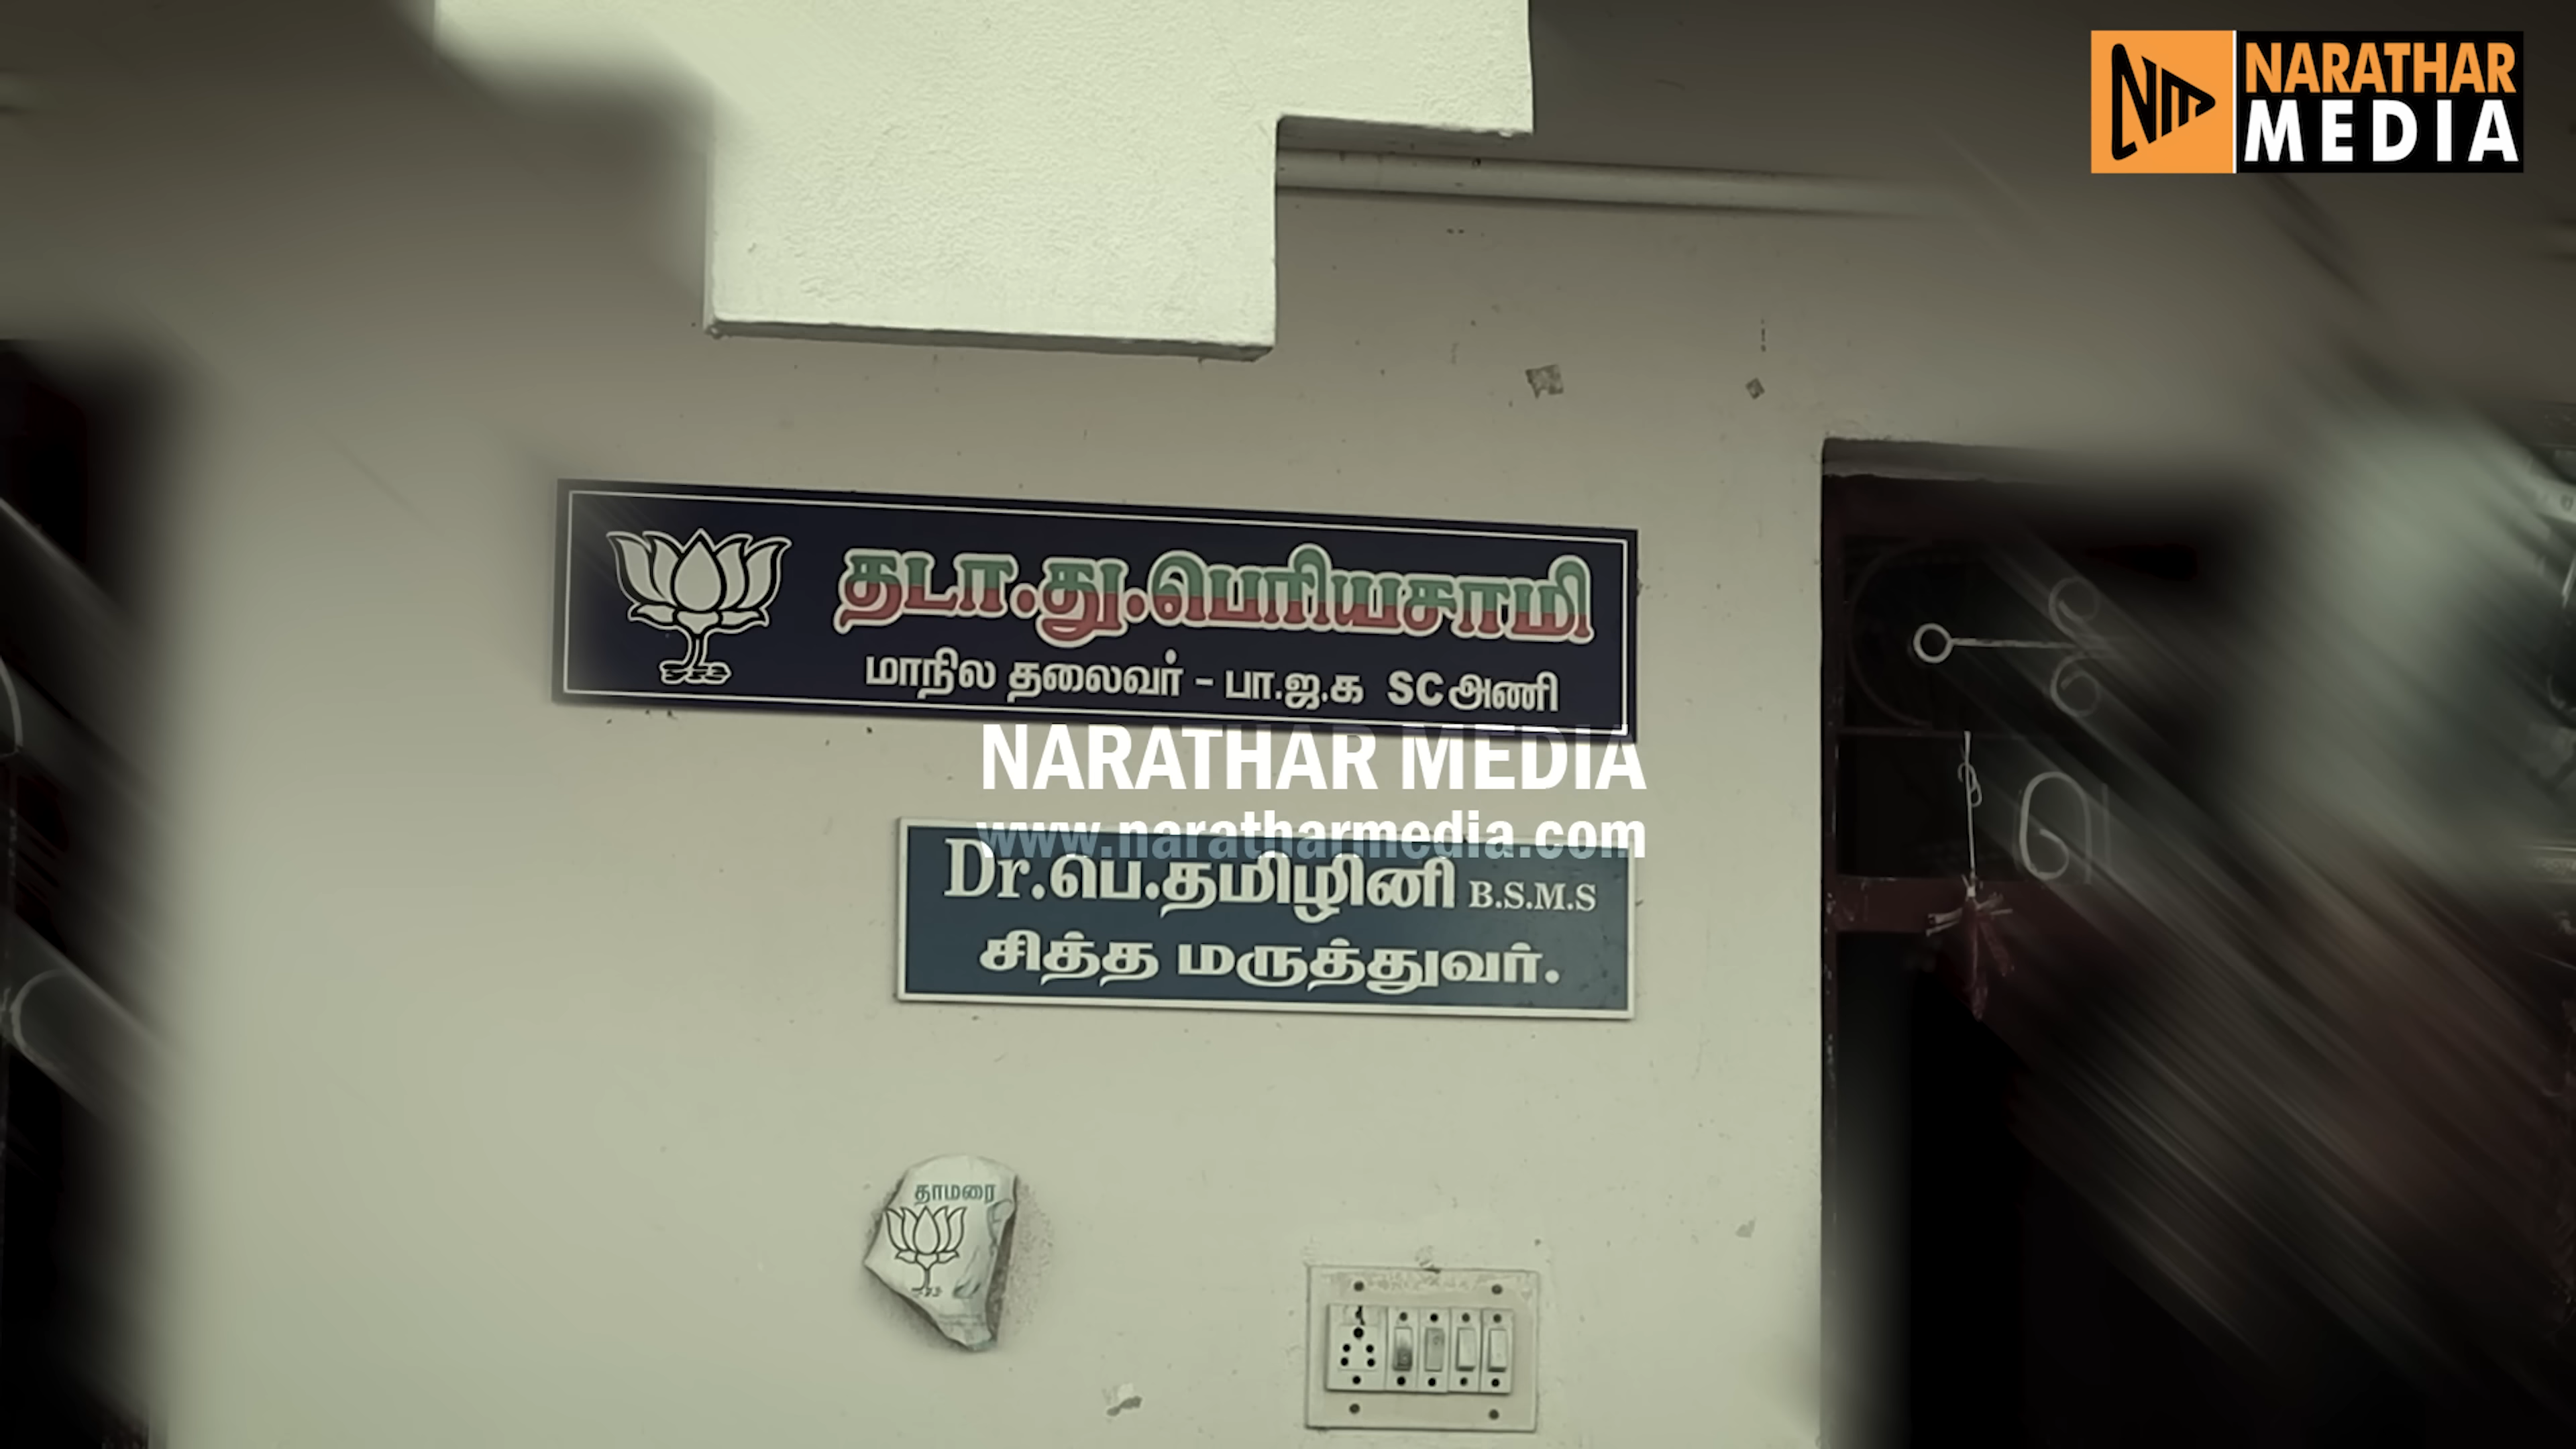 NARATHAR
MEDIA
தடா.து.பெரியசாமி
மாநில தலைவர் - பா.ஜ.க SC அணி
NARATHAR MEDIA
www.naratharmedia.com
Dr.பெ.தமிழினி B.S.M.S
சித்த மருத்துவர்.
தாமரை